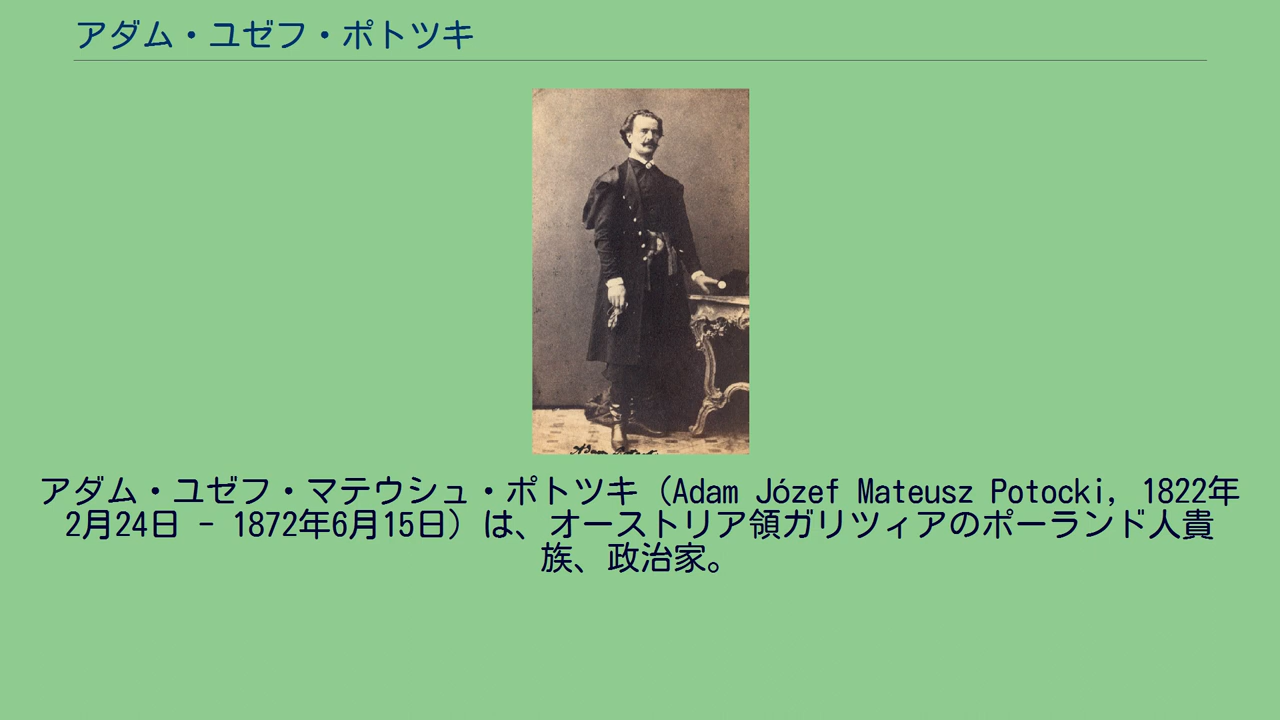 アダム・ユゼフ・ポトツキ
アダム・ユゼフ・マテウシュ・ポトツキ（Adam Józef Mateusz Potocki, 1822年
2月24日 - 1872年6月15日）は、オーストリア領ガリツィアのポーランド人貴
族、政治家。